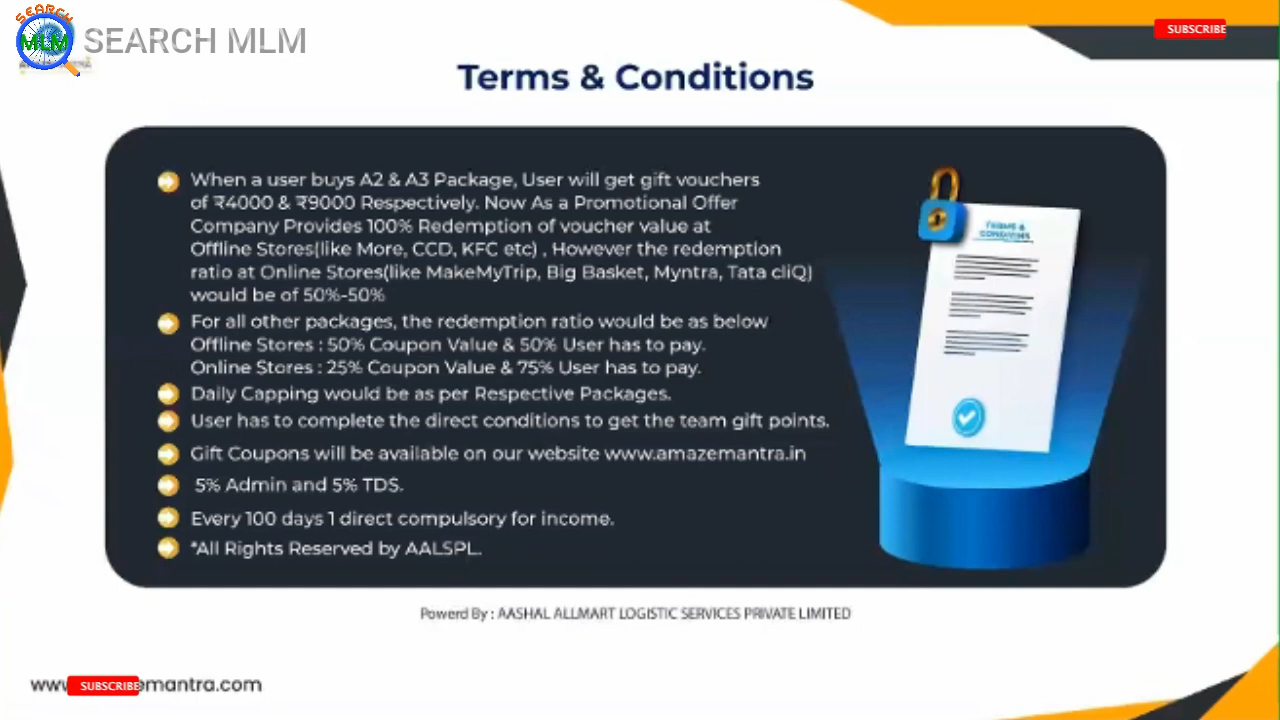 SEARCH
MLM
SEARCH MLM
SUBSCRIBE
Terms & Conditions
When a user buys A2 & A3 Package, User will get gift vouchers
of ₹4000 & ₹9000 Respectively. Now As a Promotional Offer
Company Provides 100% Redemption of voucher value at
Offline Stores(like More, CCD, KFC etc) , However the redemption
ratio at Online Stores(like MakeMyTrip, Big Basket, Myntra, Tata cliQ)
would be of 50%-50%
For all other packages, the redemption ratio would be as below
Offline Stores : 50% Coupon Value & 50% User has to pay.
Online Stores : 25% Coupon Value & 75% User has to pay.
Daily Capping would be as per Respective Packages.
User has to complete the direct conditions to get the team gift points.
Gift Coupons will be available on our website www.amazemantra.in
5% Admin and 5% TDS.
Every 100 days 1 direct compulsory for income.
*All Rights Reserved by AALSPL.
TERMS &
CONDITIONS
Powerd By : AASHAL ALLMART LOGISTIC SERVICES PRIVATE LIMITED
www SUBSCRIBE emantra.com